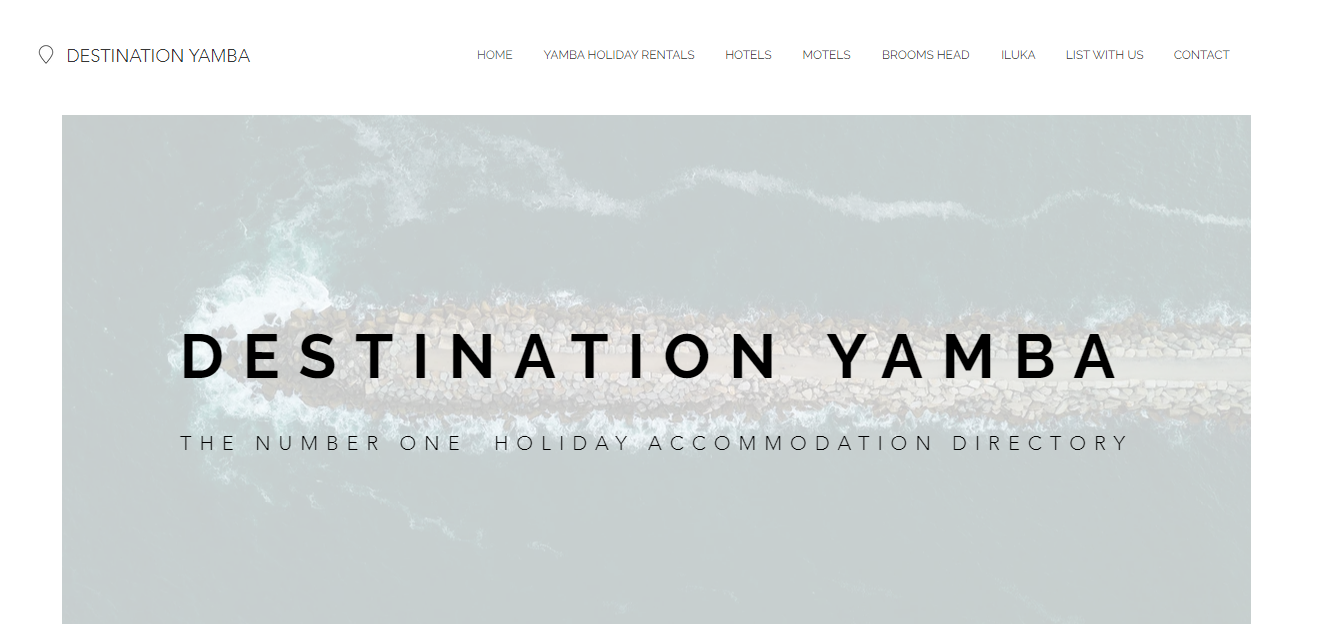 DESTINATION YAMBA
HOME YAMBA HOLIDAY RENTALS HOTELS MOTELS BROOMS HEAD ILUKA LIST WITH US CONTACT
DESTINATION YAMBA
THE NUMBER ONE HOLIDAY ACCOMMODATION DIRECTORY